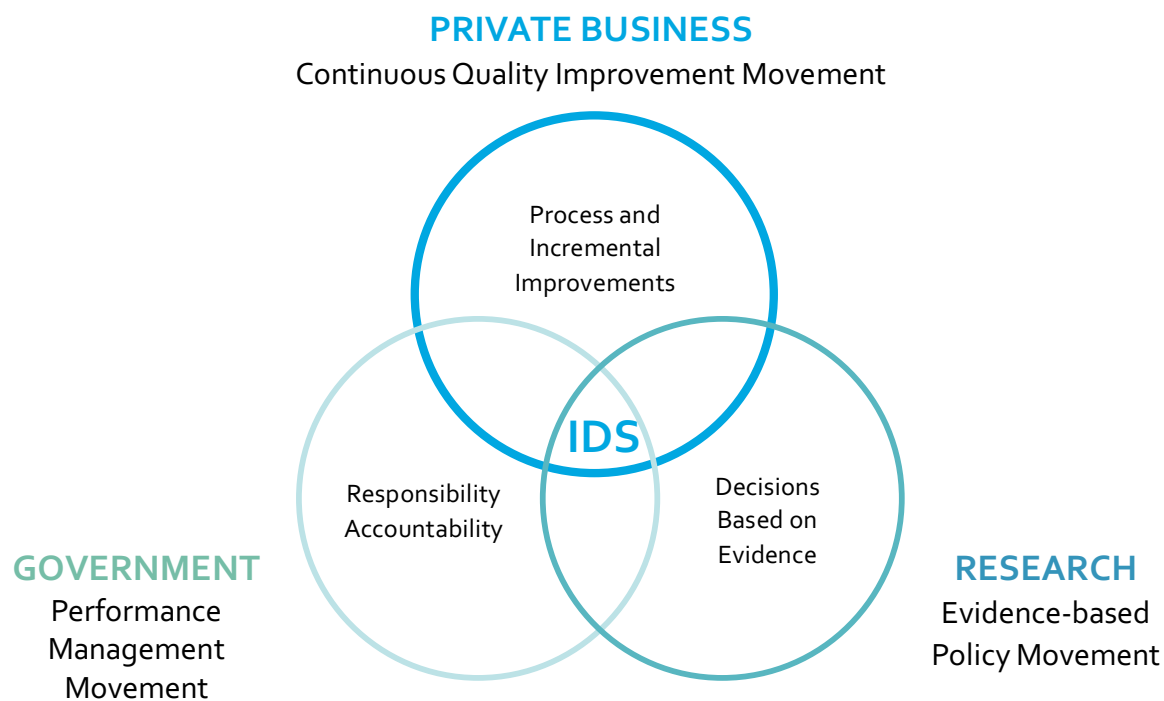 PRIVATE BUSINESS
Continuous Quality Improvement Movement
Process and
Incremental
Improvements
IDS
Responsibility
Accountability
Decisions
Based on
Evidence
GOVERNMENT
Performance
Management
Movement
RESEARCH
Evidence-based
Policy Movement